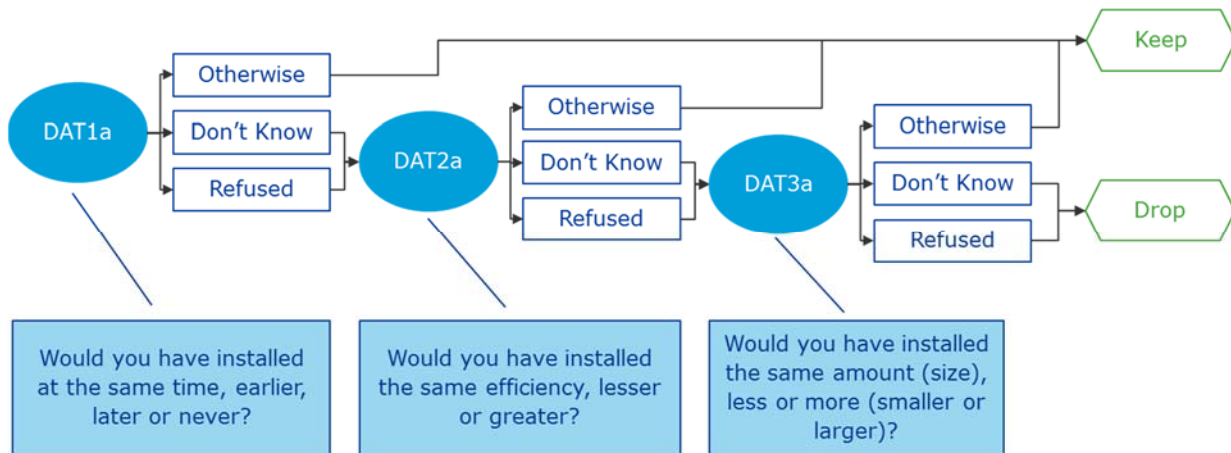 DAT1a
Otherwise
Don't Know
Refused
DAT2a
Otherwise
Don't Know
Refused
DAT3a
Otherwise
Don't Know
Refused
Keep
Drop
Would you have installed
at the same time, earlier,
later or never?
Would you have installed
the same efficiency, lesser
or greater?
Would you have installed
the same amount (size),
less or more (smaller or
larger)?